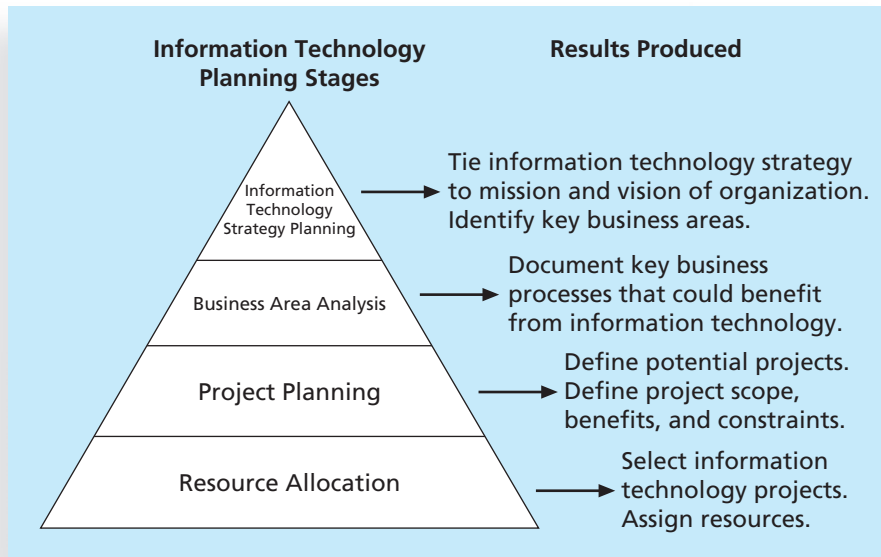 Information Technology
Planning Stages
Results Produced
Information
Technology
Strategy Planning
Tie information technology strategy
to mission and vision of organization.
Identify key business areas.
Business Area Analysis
Document key business
processes that could benefit
from information technology.
Project Planning
Define potential projects.
Define project scope,
benefits, and constraints.
Resource Allocation
Select information
technology projects.
Assign resources.